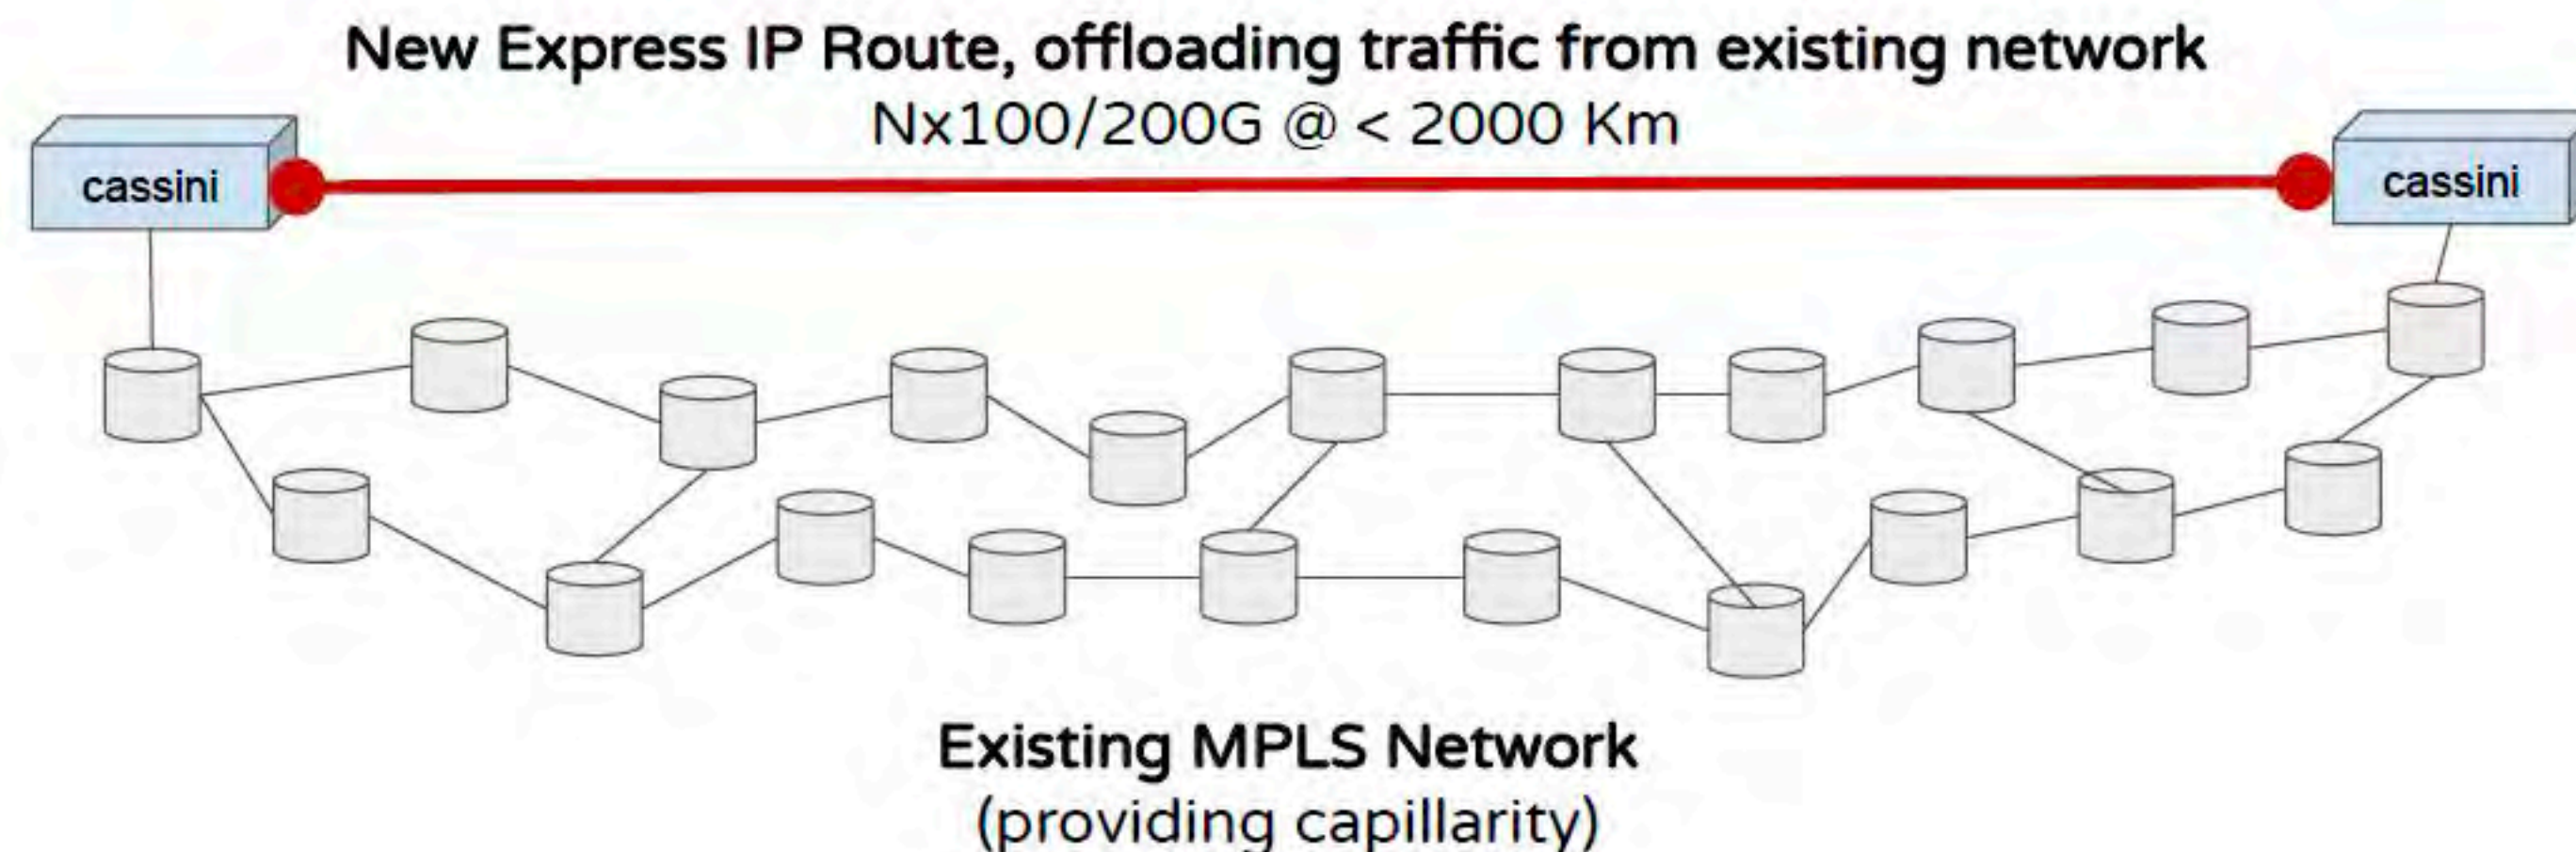 New Express IP Route, offloading traffic from existing network
Nx100/200G @ < 2000 Km
cassini
cassini
Existing MPLS Network
(providing capillarity)